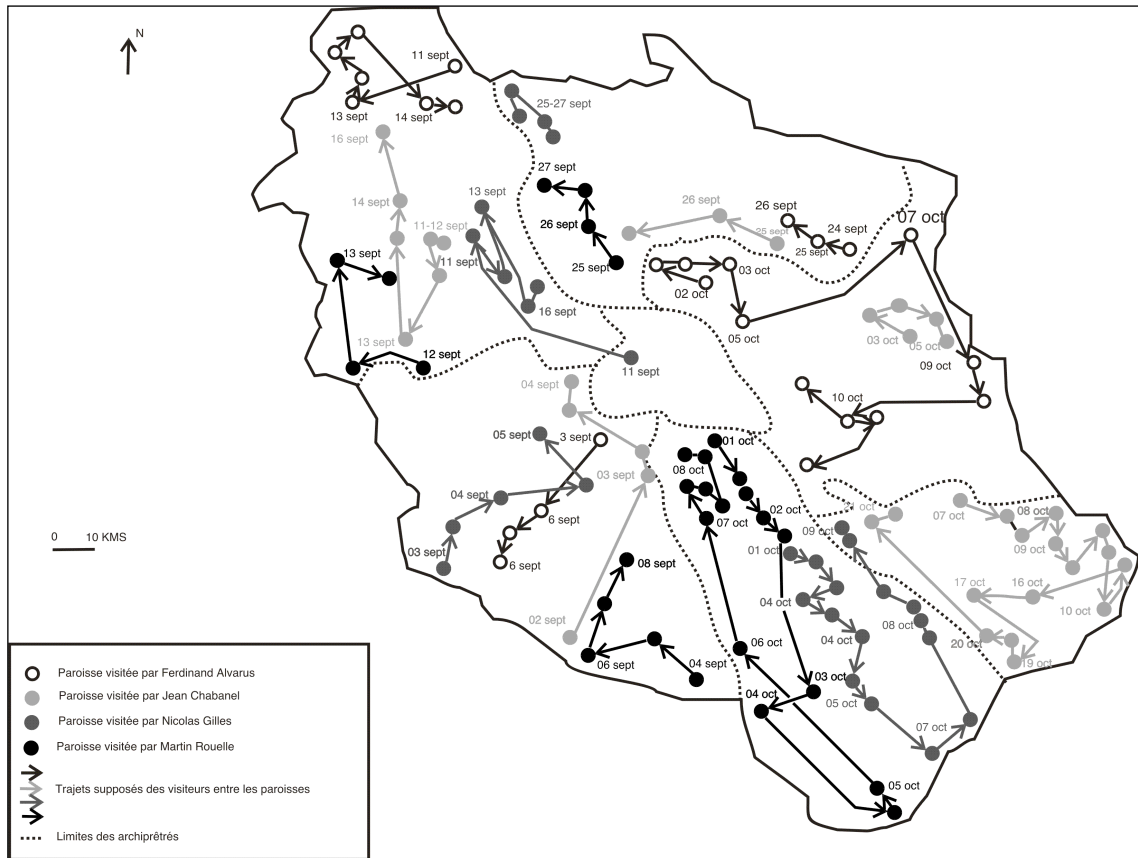 N
11 sept
13 sept
14 sept
25-27 sept
16 sept
27 sept
13 sept
26 sept
26 sept
24 sept
14 sept
11-12 sept
26 sept
25 sept
25 sept
07 oct
13 sept
11 sept
25 sept
03 oct
02 oct
16 sept
05 oct
13 sept
03 oct
05 oct
12 sept
11 sept
09 oct
04 sept
10 oct
05 sept
3 sept
01 oct
03 sept
08 oct
04 sept
02 oct
21 oct
07 oct
08 oct
6 sept
07 oct
09 oct
0 10 KMS
03 sept
01 oct
09 oct
6 sept
08 sept
17 oct
16 oct
04 oct
10 oct
02 sept
04 oct
08 oct
20 oct
06 oct
06 sept
04 sept
19 oct
03 oct
04 oct
05 oct
07 oct
05 oct
Paroisse visitée par Ferdinand Alvarus
Paroisse visitée par Jean Chabanel
Paroisse visitée par Nicolas Gilles
Paroisse visitée par Martin Rouelle
Trajets supposés des visiteurs entre les paroisses
Limites des archiprêtrés